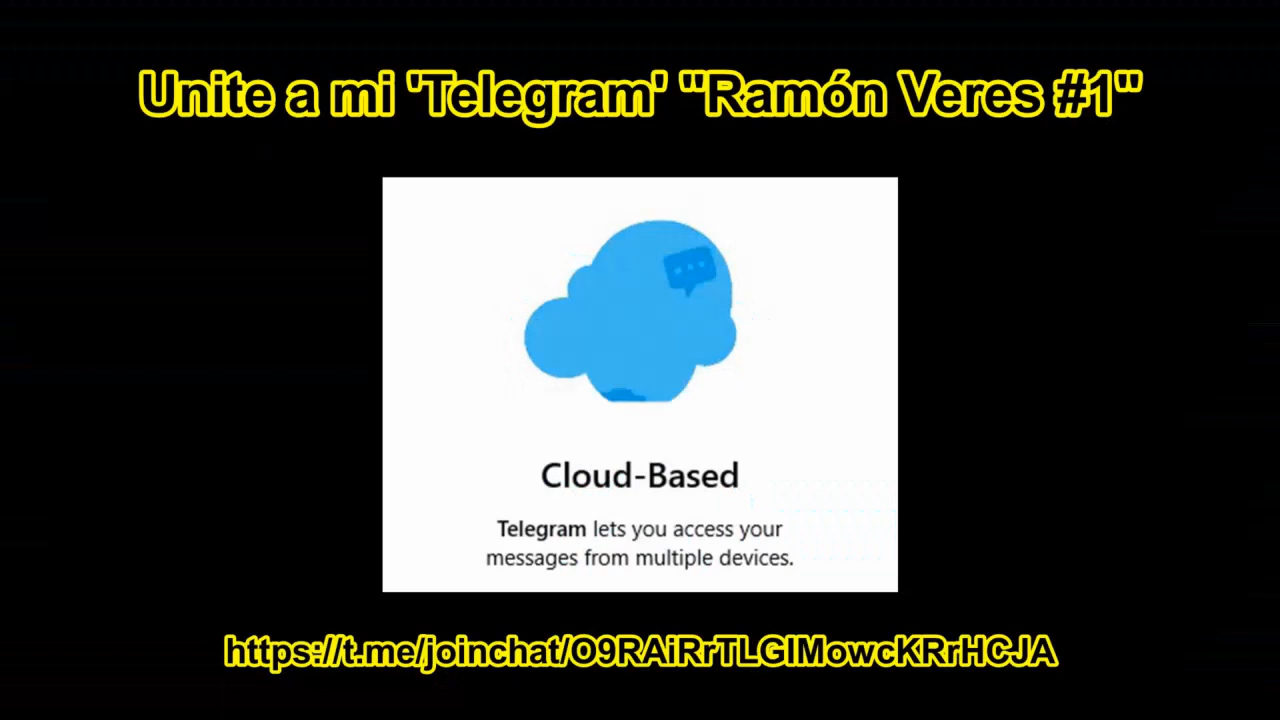 Unite a mi 'Telegram' "Ramón Veres #1"
Cloud-Based
Telegram lets you access your
messages from multiple devices.
https://t.me/joinchat/O9RAiRrTLGlMowcKRrHCJA